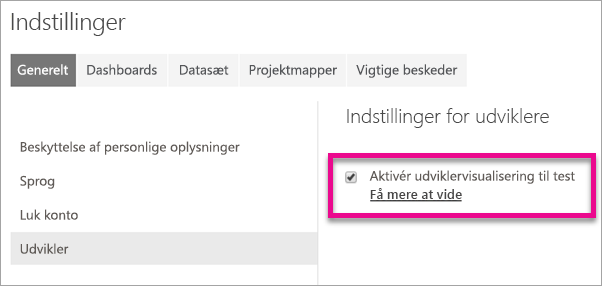 Indstillinger
Generelt Dashboards Datasæt Projektmapper Vigtige beskeder
Beskyttelse af personlige oplysninger
Sprog
Luk konto
Udvikler
Indstillinger for udviklere
Aktivér udviklervisualisering til test
Få mere at vide